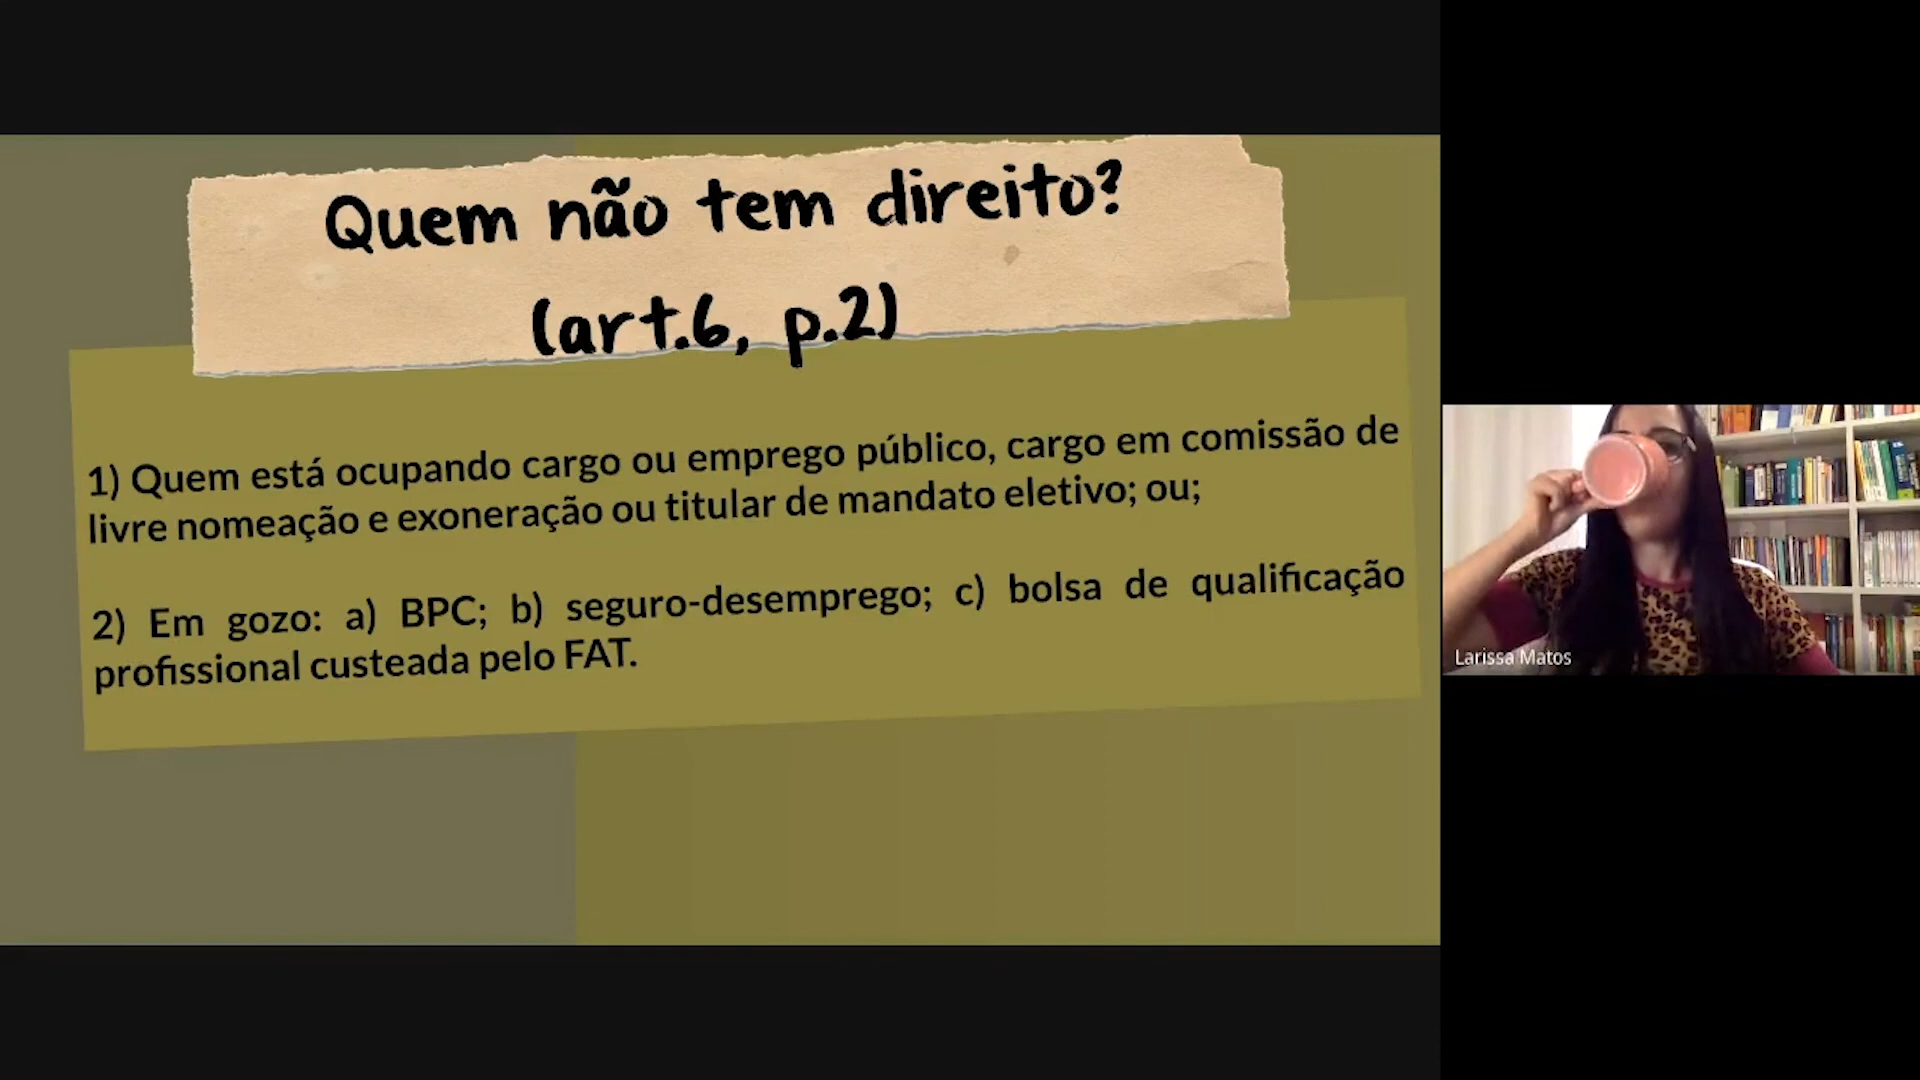 Quem não tem direito?
(art.6, p.2)
1) Quem está ocupando cargo ou emprego público, cargo em comissão de
livre nomeação e exoneração ou titular de mandato eletivo; ou;
2) Em gozo: a) BPC; b) seguro-desemprego; c) bolsa de qualificação
profissional custeada pelo FAT.
Larissa Matos